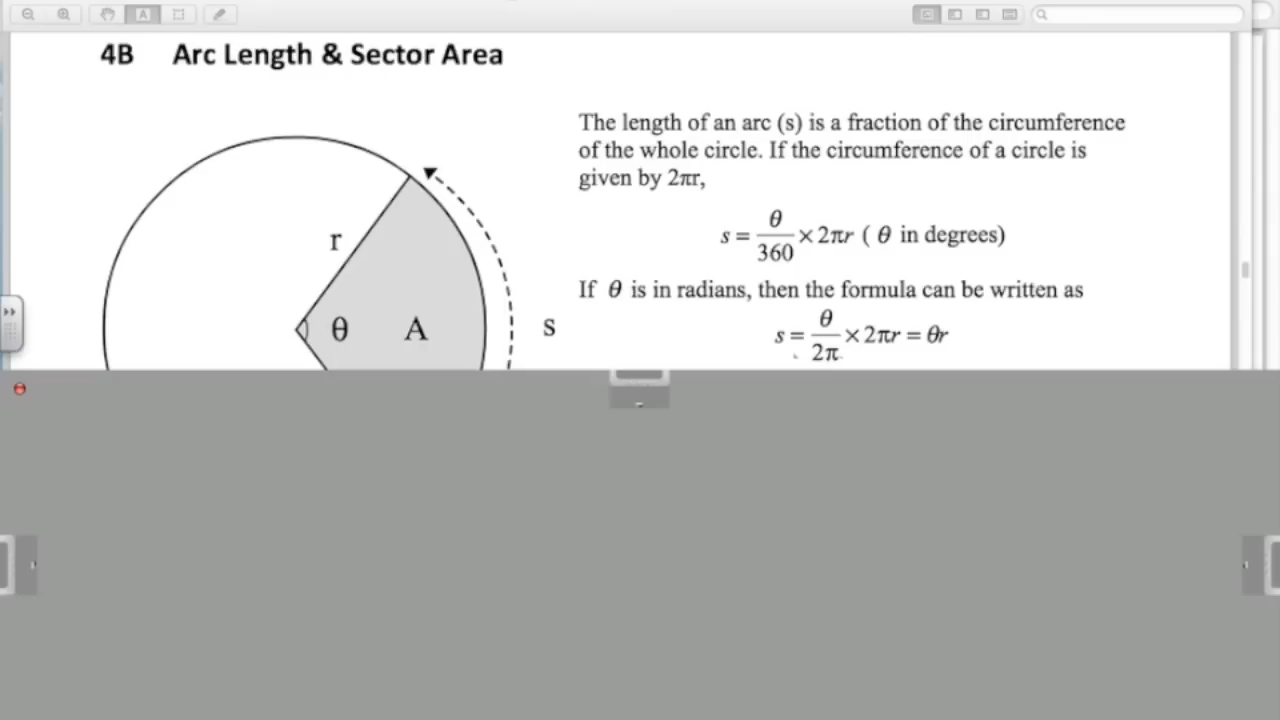 4B Arc Length & Sector Area
The length of an arc (s) is a fraction of the circumference
of the whole circle. If the circumference of a circle is
given by 2πr,
s = θ/360 × 2πr ( θ in degrees)
If θ is in radians, then the formula can be written as
s = θ/2π × 2πr = θr
r
θ A s
A